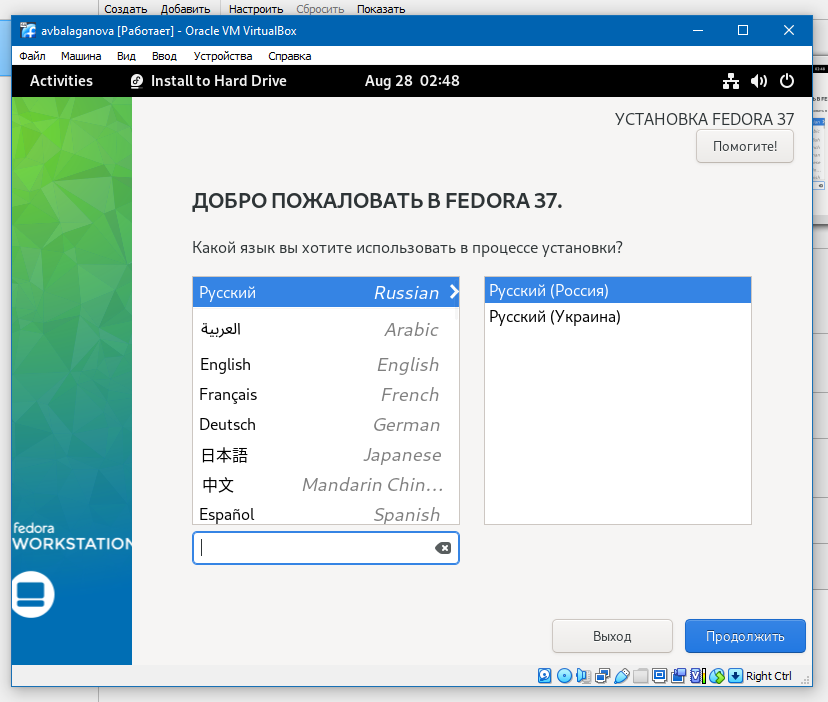 Создать Добавить Настроить Сбросить Показать
avbalaganova [Работает] - Oracle VM VirtualBox
Файл Машина Вид Ввод Устройства Справка
Activities Install to Hard Drive Aug 28 02:48
УСТАНОВКА FEDORA 37
Помогите!
ДОБРО ПОЖАЛОВАТЬ В FEDORA 37.
Какой язык вы хотите использовать в процессе установки?
Русский Russian
العربية Arabic
English English
Français French
Deutsch German
日本語 Japanese
中文 Mandarin Chin…
Español Spanish
Русский (Россия)
Русский (Украина)
fedora
WORKSTATION
Выход Продолжить
Right Ctrl